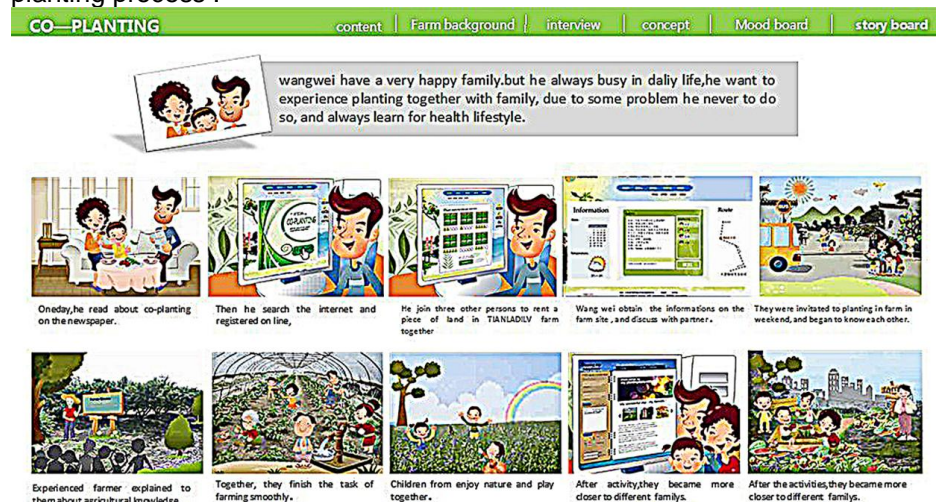 planting process .
CO—PLANTING
content
Farm background
interview
concept
Mood board
story board
wangwei have a very happy family.but he always busy in daliy life,he want to
experience planting together with family, due to some problem he never to do
so, and always learn for health lifestyle.
Oneday,he read about co-planting
on the newspaper.
Then he search the internet and
registered on line,
He join three other persons to rent a
piece of land in TIANLADILV farm
together
Wang wei obtain the informations on the
farm site , and discuss with partner.
They were invited to planting in farm in
weekend, and began to know each other.
CO-PLANTING
Information
Route
Experienced farmer explained to
them about agricultural knowledge
Together, they finish the task of
farming smoothly.
Children from enjoy nature and play
together.
After activity,they became more
closer to different familys.
After the activities,they became more
closer to different familys.